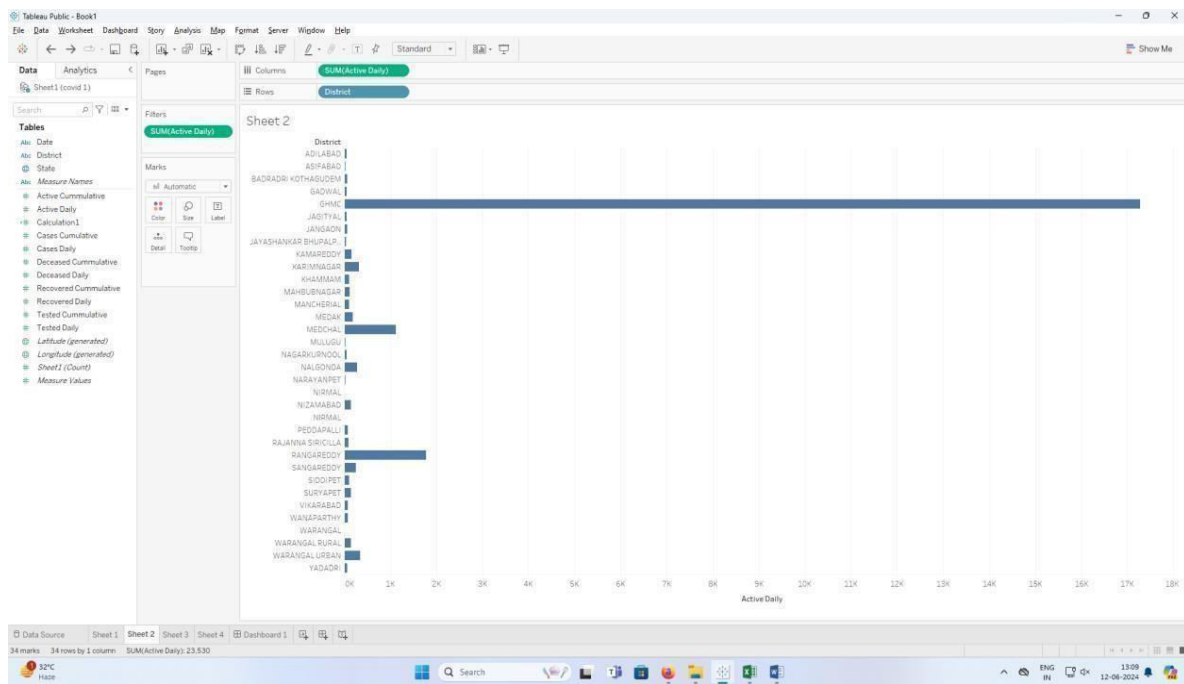 Tableau Public - Book1
File Data Worksheet Dashboard Story Analysis Map Format Server Window Help
Standard
Show Me
Data Analytics
Pages
Columns
SUM(Active Daily)
Sheet1 (covid 1)
Rows
District
Search
Filters
SUM(Active Daily)
Sheet 2
Tables
Abc Date
Abc District
State
Abc Measure Names
Active Cummulative
Active Daily
Calculation1
Cases Cumulative
Cases Daily
Deceased Cummulative
Deceased Daily
Recovered Cummulative
Recovered Daily
Tested Cummulative
Tested Daily
Latitude (generated)
Longitude (generated)
Sheet1 (Count)
Measure Values
Marks
Automatic
Color Size Label
Detail Tooltip
District
ADILABAD
ASIFABAD
BADRADRI KOTHAGUDEM
GADWAL
GHMC
JAGITYAL
JANGAON
JAYASHANKAR BHUPALP..
KAMAREDDY
KARIMNAGAR
KHAMMAM
MAHBUBNAGAR
MANCHERIAL
MEDAK
MEDCHAL
MULUGU
NAGARKURNOOL
NALGONDA
NARAYANPET
NIRMAL
NIZAMABAD
NIRMAL
PEDDAPALLI
RAJANNA SIRICILLA
RANGAREDDY
SANGAREDDY
SIDDIPET
SURYAPET
VIKARABAD
WANAPARTHY
WARANGAL
WARANGAL RURAL
WARANGAL URBAN
YADADRI
0K 1K 2K 3K 4K 5K 6K 7K 8K 9K 10K 11K 12K 13K 14K 15K 16K 17K 18K
Active Daily
Data Source Sheet 1 Sheet 2 Sheet 3 Sheet 4 Dashboard 1
34 marks 34 rows by 1 column SUM(Active Daily): 23,530
32°C
Haze
Search
ENG
IN
13:09
12-06-2024